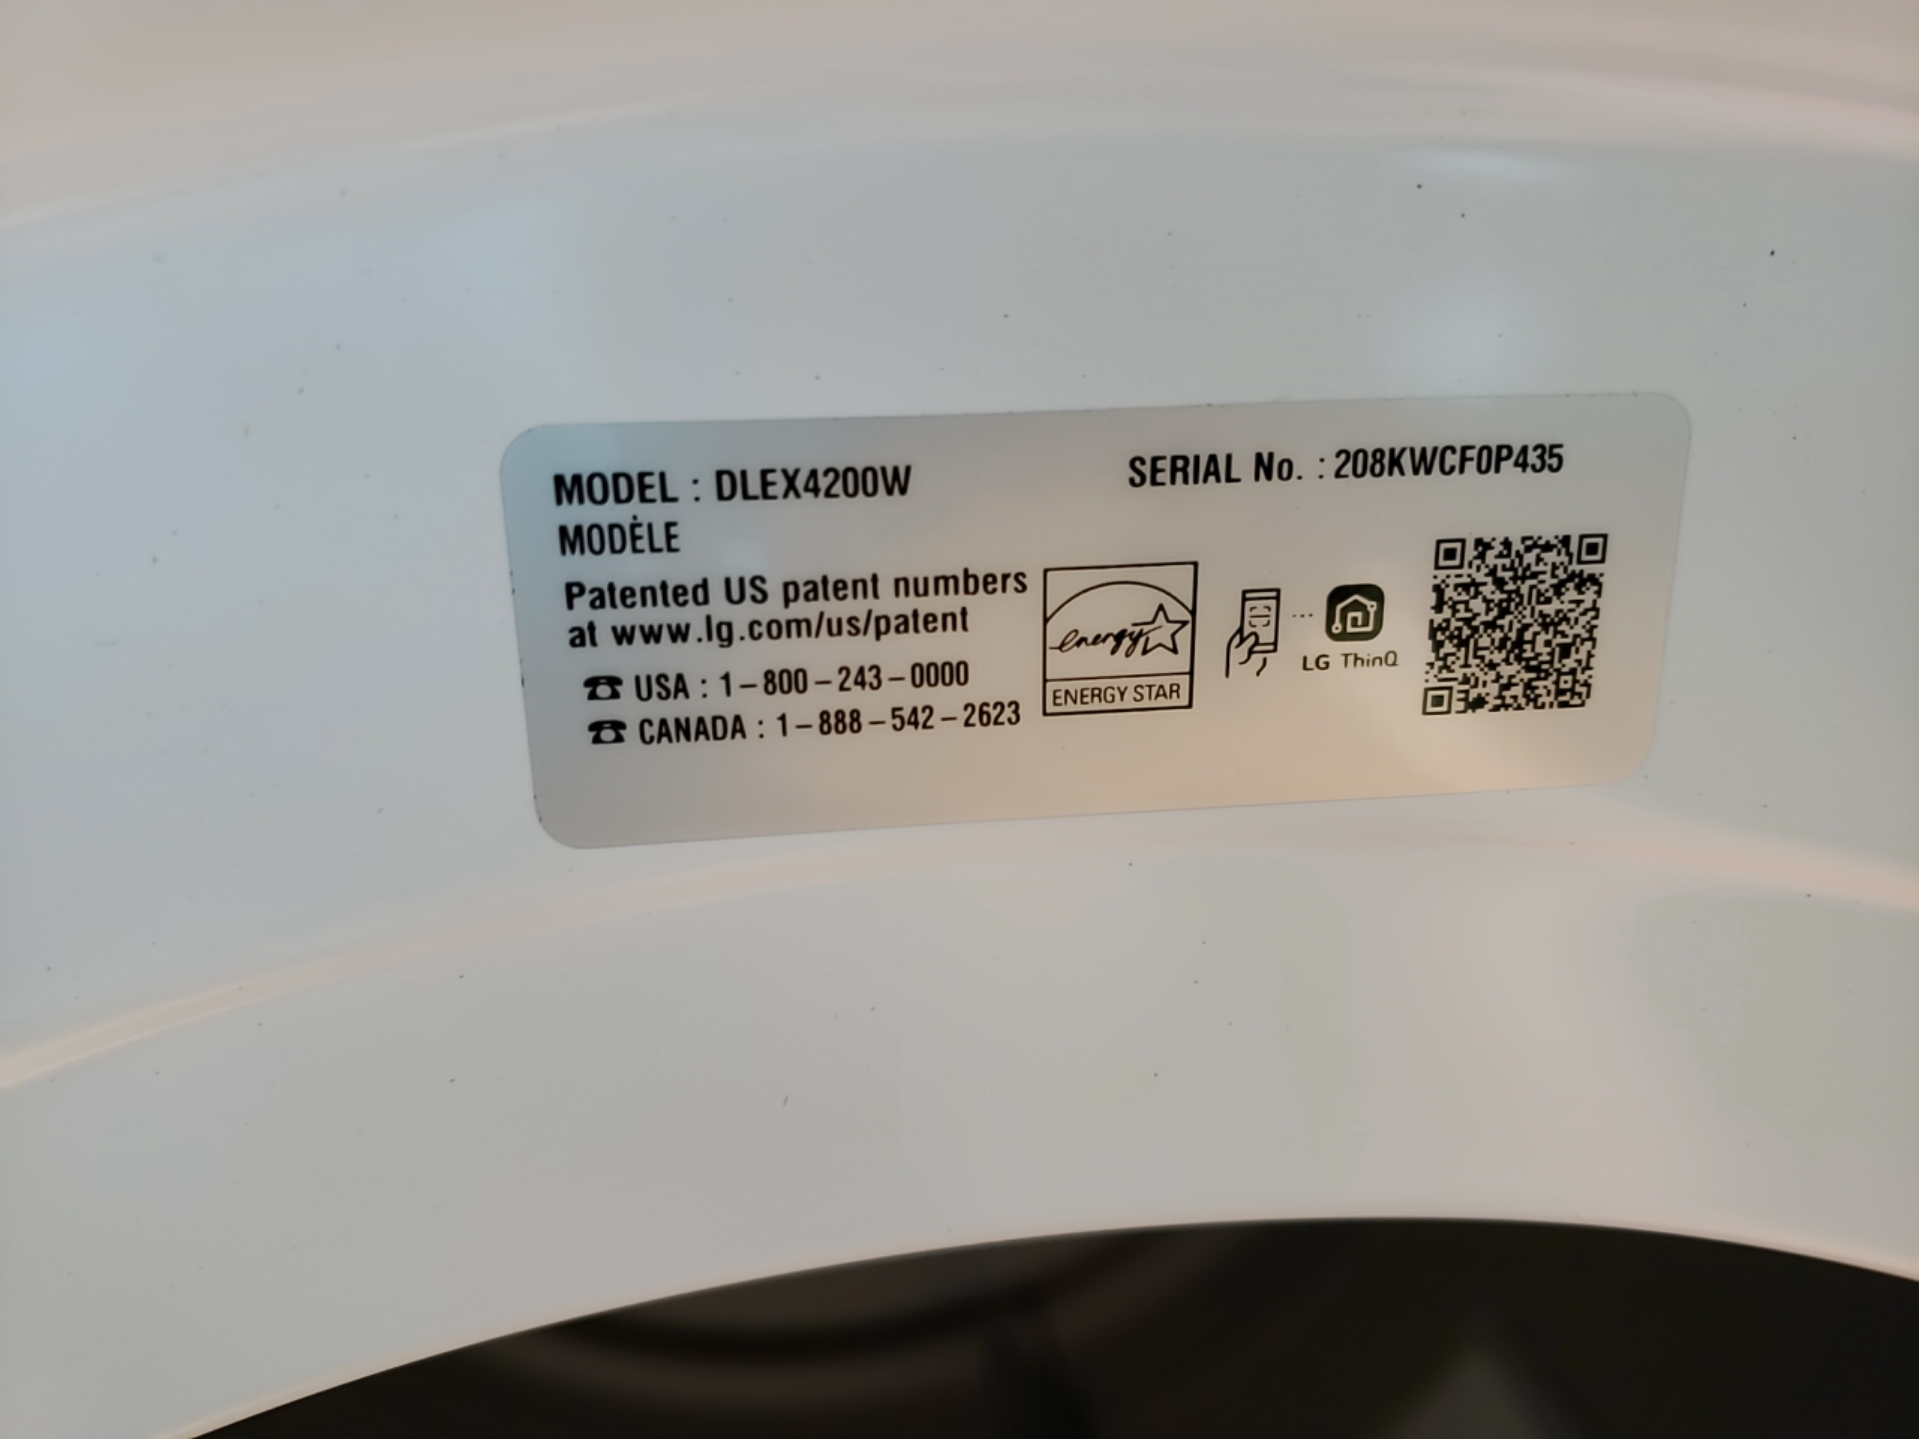 MODEL : DLEX4200W
MODÈLE
SERIAL No. : 208KWCF0P435
Patented US patent numbers
at www.lg.com/us/patent
☎ USA : 1-800-243-0000
☎ CANADA : 1-888-542-2623
energy
ENERGY STAR
LG ThinQ